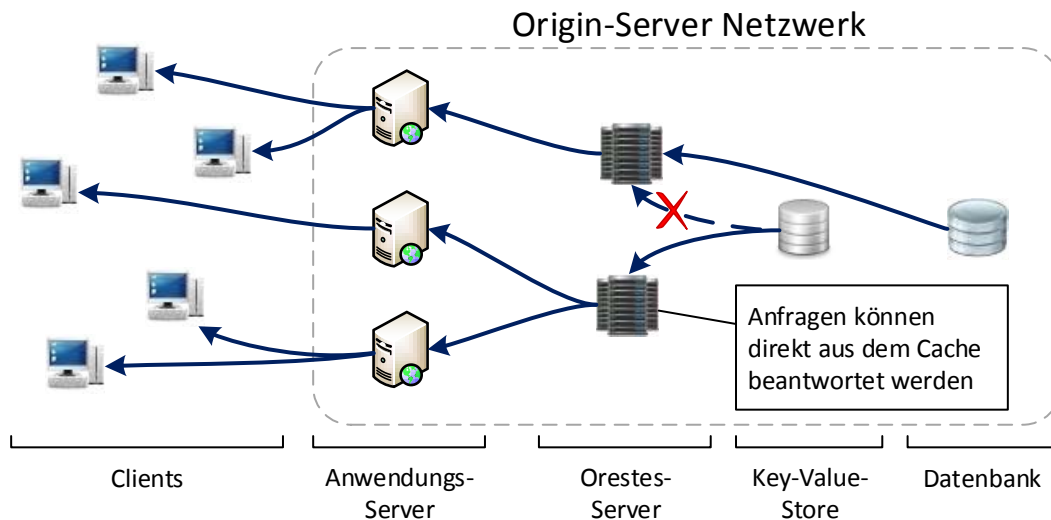 Origin-Server Netzwerk
Anfragen können
direkt aus dem Cache
beantwortet werden
Clients
Anwendungs-
Server
Orestes-
Server
Key-Value-
Store
Datenbank